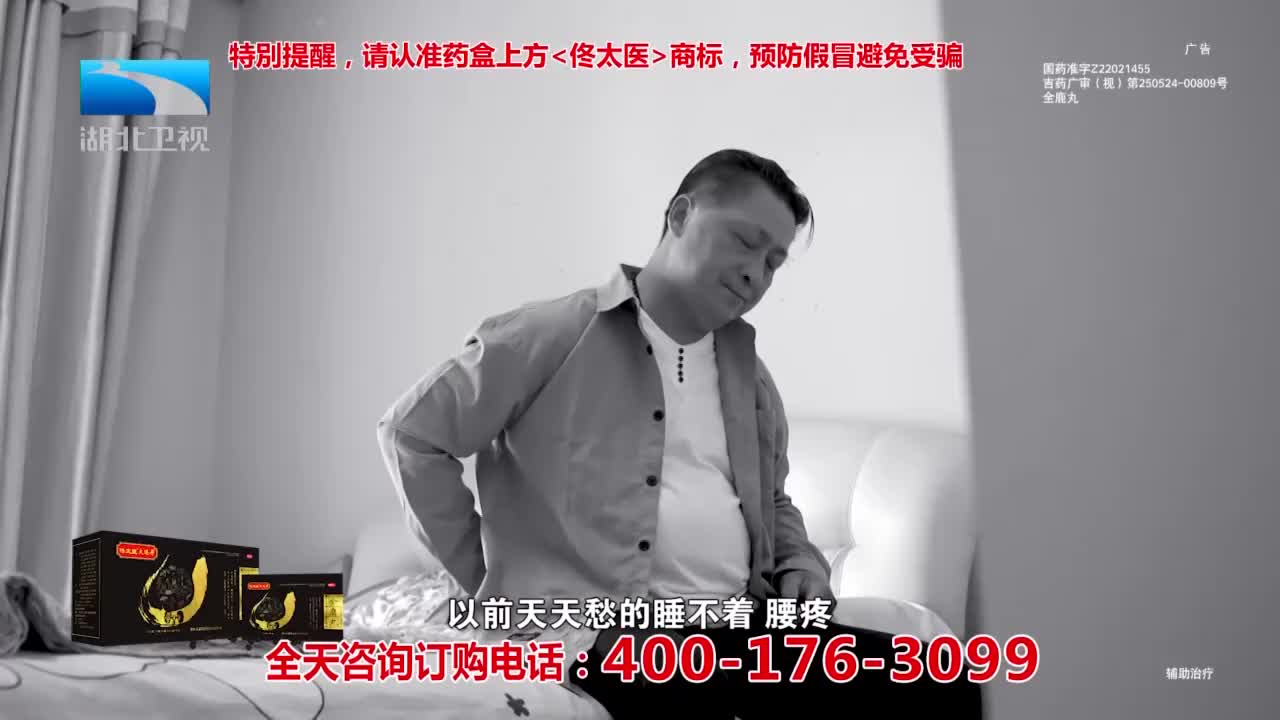 特別提醒，请认准药盒上方<佟太医>商标，预防假冒避免受骗
广告
国药准字Z22021455
吉药广审（视）第250524-00809号
全鹿丸
湖北卫视
以前天天愁的睡不着 腰疼
全天咨询订购电话：400-176-3099
辅助治疗